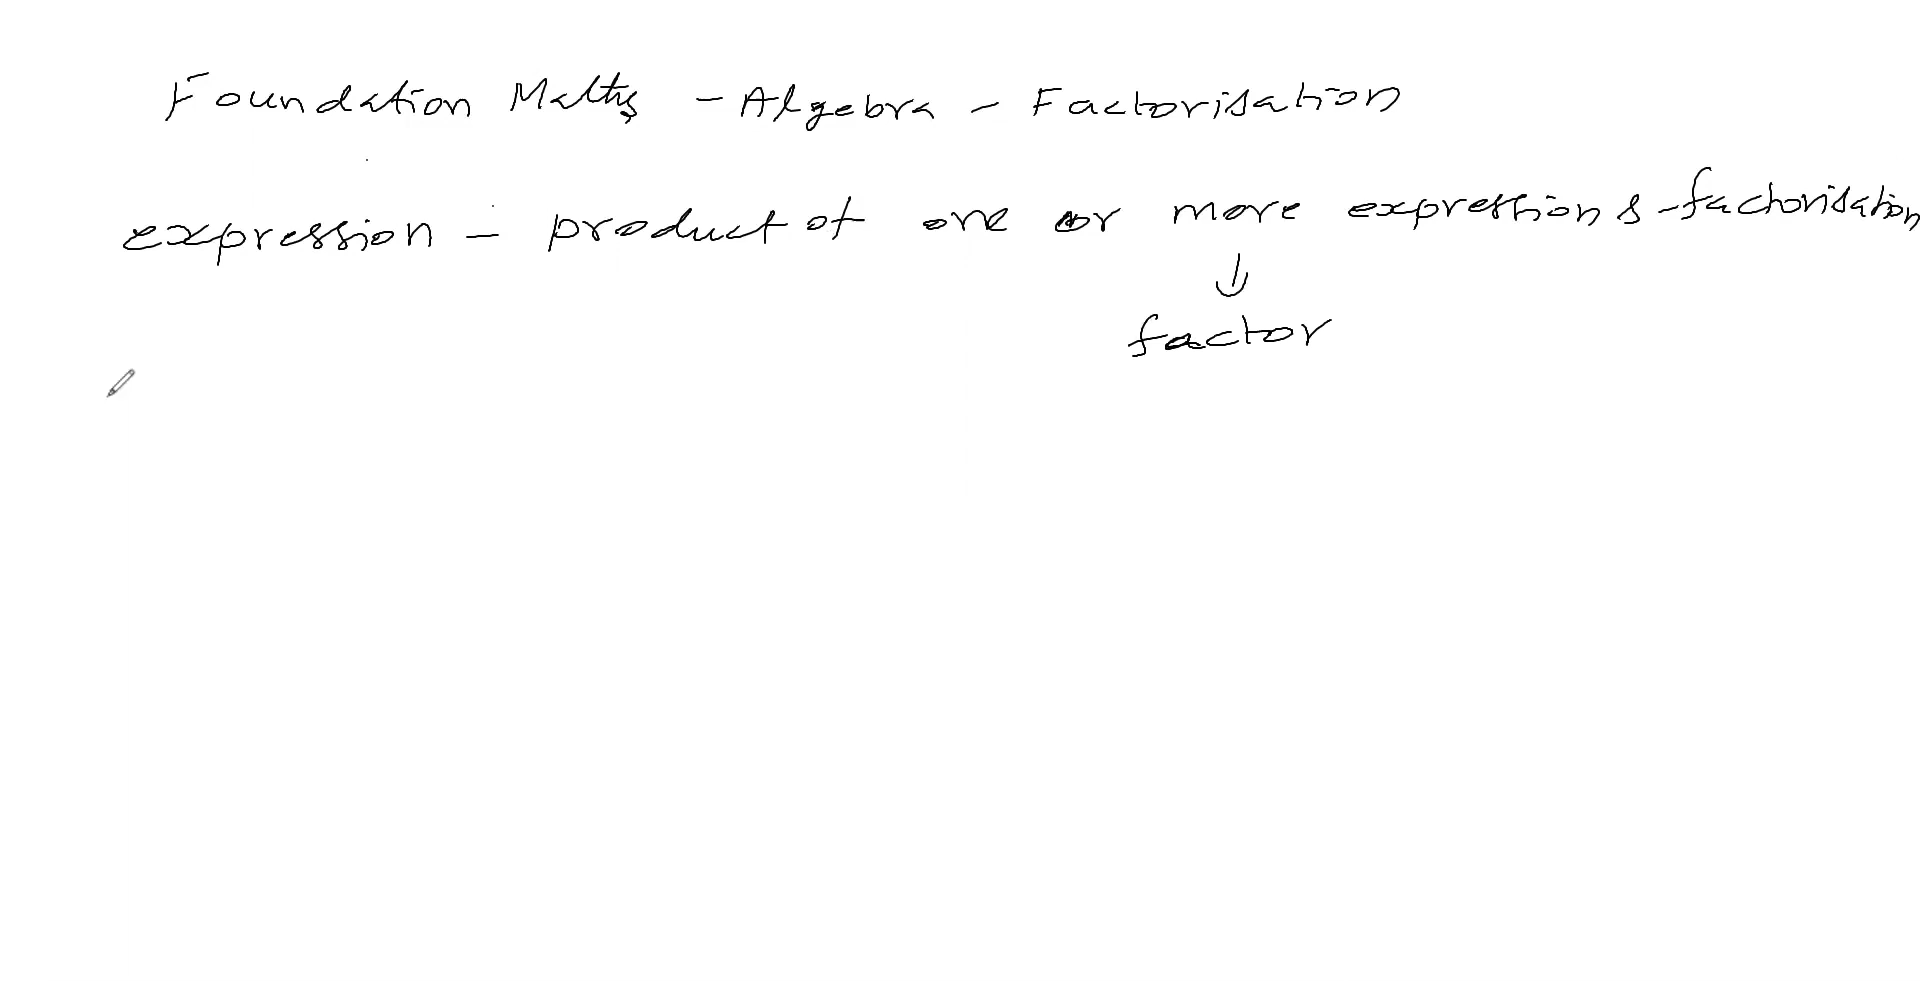 Foundation Maths - Algebra - Factorisation
expression - product of one or more expressions - factorisation
↓
factor